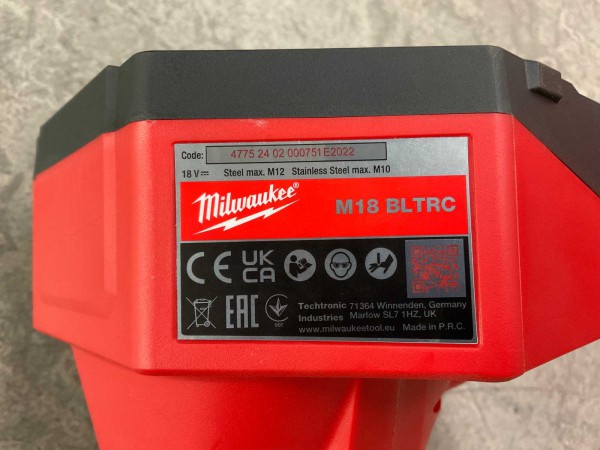 Code: 4775 24 02 000751 E2022
18 V⎓ Steel max. M12 Stainless Steel max. M10
Milwaukee®
M18 BLTRC
CE UK CA
EAC
Techtronic 71364 Winnenden, Germany
Industries Marlow SL7 1HZ, UK
www.milwaukeetool.eu Made in P.R.C.